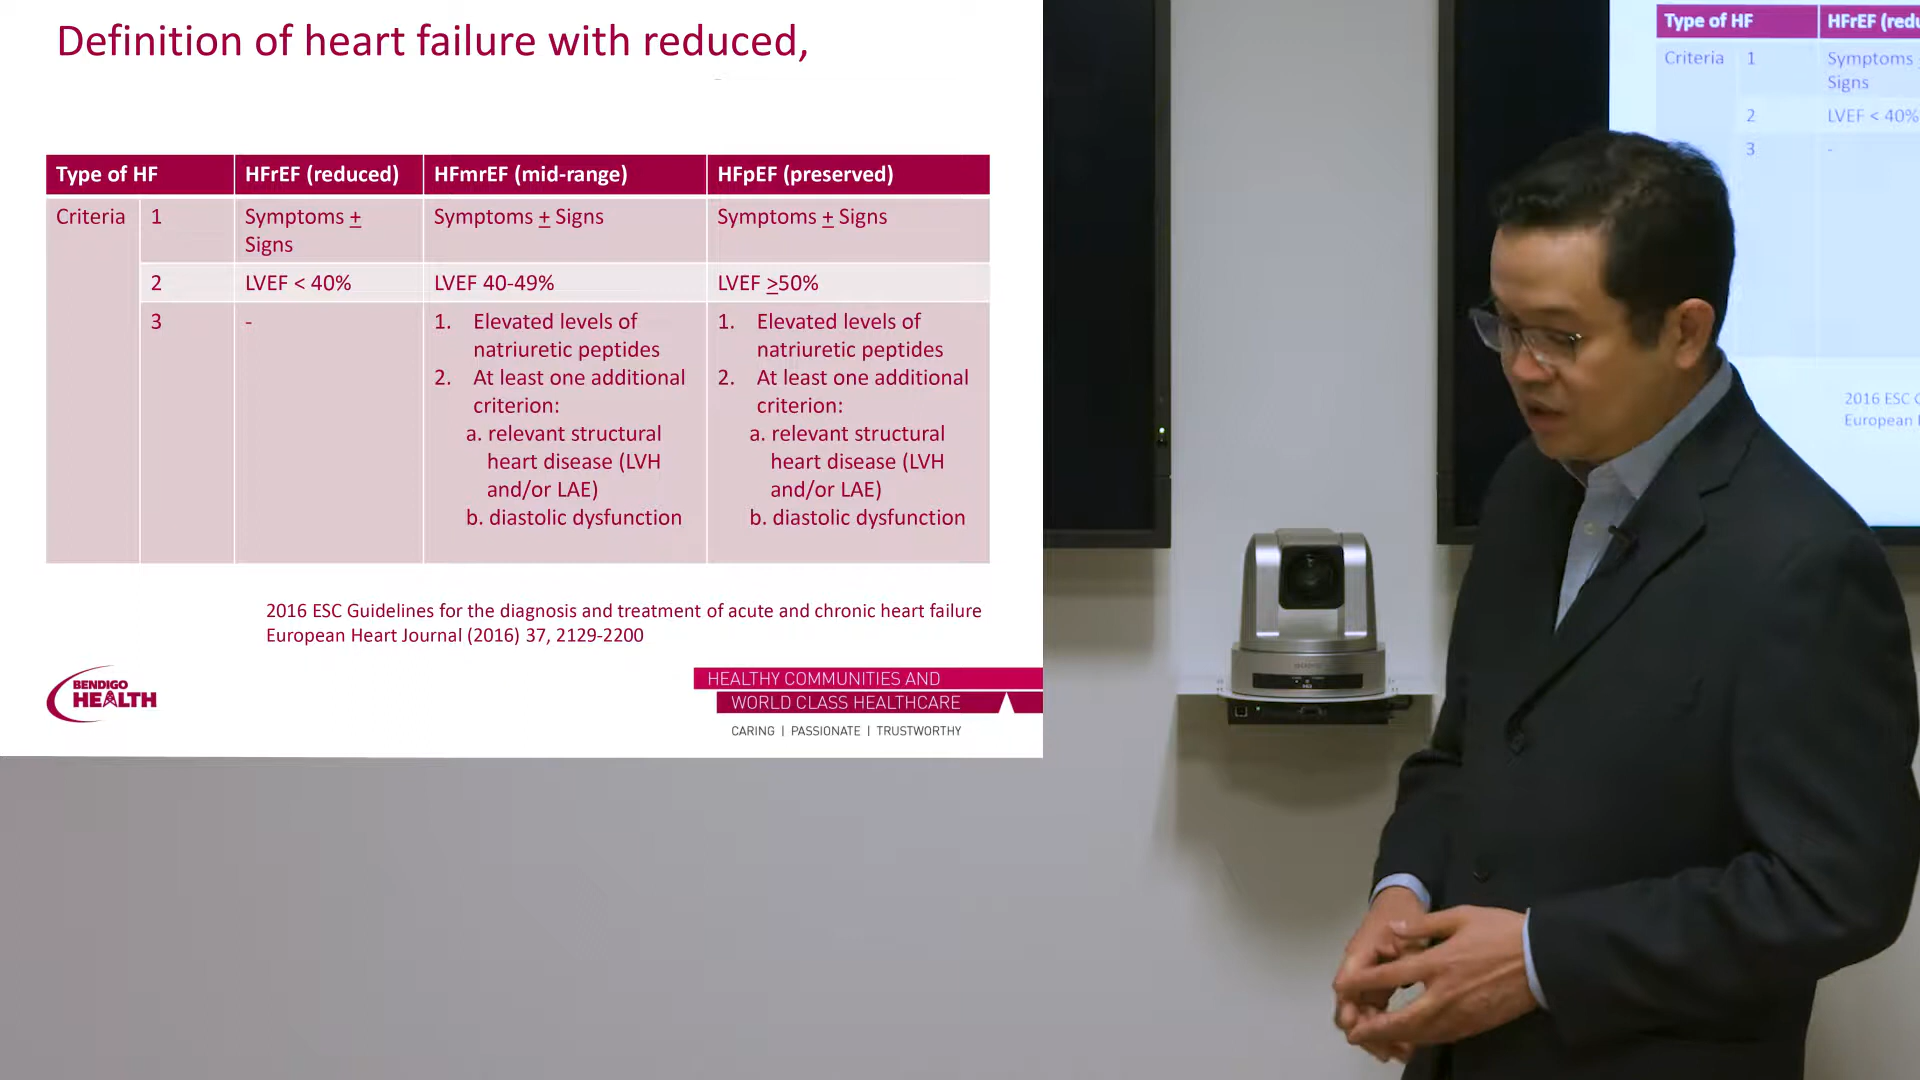 Definition of heart failure with reduced,
Type of HF
HFrEF (reduced)
HFmrEF (mid-range)
HFpEF (preserved)
Criteria
1
Symptoms ±
Signs
Symptoms ± Signs
Symptoms ± Signs
2
LVEF < 40%
LVEF 40-49%
LVEF ≥50%
3
-
1. Elevated levels of
natriuretic peptides
2. At least one additional
criterion:
a. relevant structural
heart disease (LVH
and/or LAE)
b. diastolic dysfunction
1. Elevated levels of
natriuretic peptides
2. At least one additional
criterion:
a. relevant structural
heart disease (LVH
and/or LAE)
b. diastolic dysfunction
2016 ESC Guidelines for the diagnosis and treatment of acute and chronic heart failure
European Heart Journal (2016) 37, 2129-2200
BENDIGO
HEALTH
HEALTHY COMMUNITIES AND
WORLD CLASS HEALTHCARE
CARING | PASSIONATE | TRUSTWORTHY
Type of HF
HFrEF (redu
Criteria
1
Symptoms
Signs
2
LVEF < 40%
3
-
2016 ESC
European